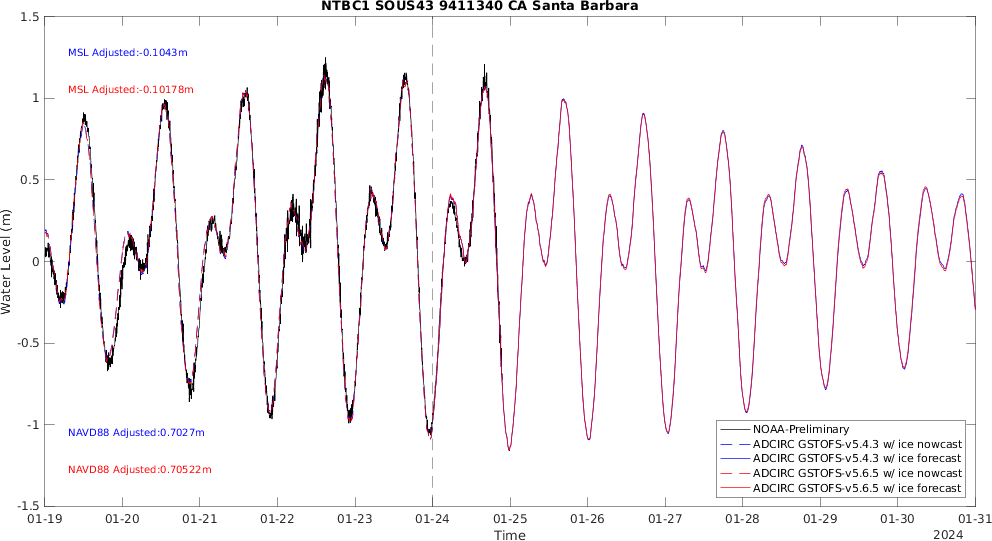 NTBC1 SOUS43 9411340 CA Santa Barbara
1.5
1
0.5
0
-0.5
-1
-1.5
Water Level (m)
MSL Adjusted:-0.1043m
MSL Adjusted:-0.10178m
NAVD88 Adjusted:0.7027m
NAVD88 Adjusted:0.70522m
NOAA-Preliminary
ADCIRC GSTOFS-v5.4.3 w/ ice nowcast
ADCIRC GSTOFS-v5.4.3 w/ ice forecast
ADCIRC GSTOFS-v5.6.5 w/ ice nowcast
ADCIRC GSTOFS-v5.6.5 w/ ice forecast
01-19 01-20 01-21 01-22 01-23 01-24 01-25 01-26 01-27 01-28 01-29 01-30 01-31
Time
2024